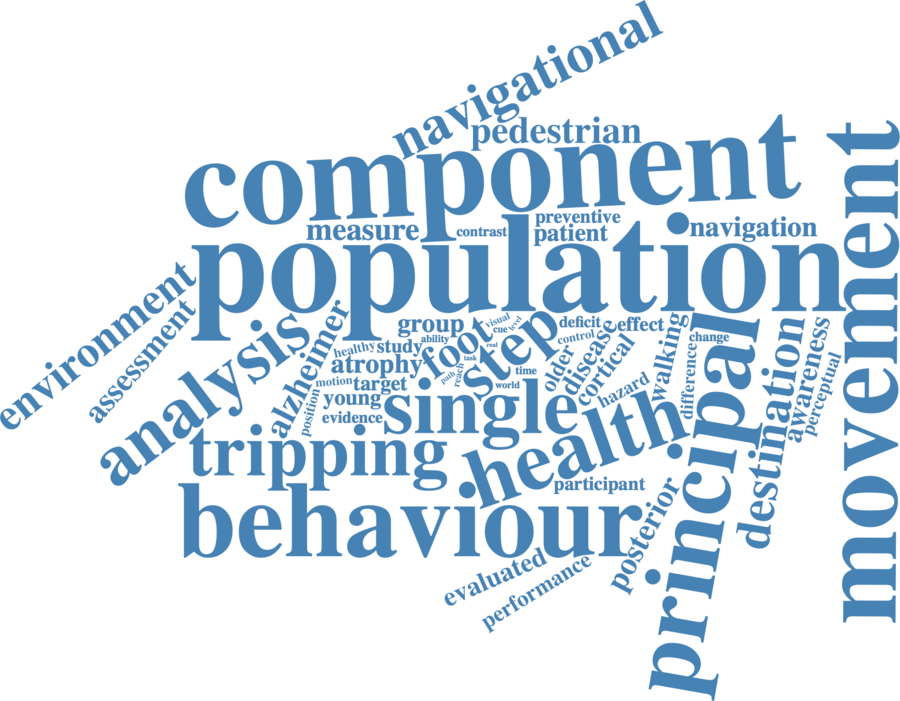 navigational
pedestrian
component
preventive
measure
contrast
patient
navigation
population
movement
environment
assessment
analysis
alzheimer
group
ability
healthy
study
atrophy
motion
target
position
young
evidence
foot
step
visual
cue
level
real
task
path
reach
time
world
deficit
effect
control
older
disease
cortical
hazard
walking
change
difference
single
tripping
health
behaviour
participant
principal
destination
awareness
perceptual
posterior
evaluated
performance